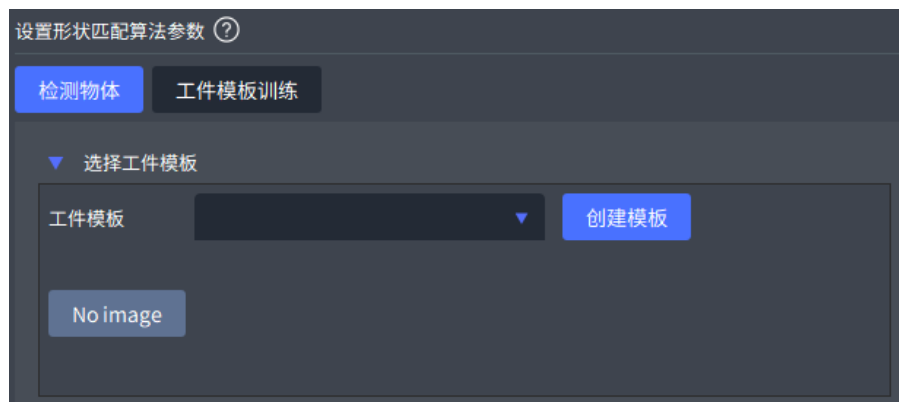 设置形状匹配算法参数 ?
检测物体 工件模板训练
选择工件模板
工件模板 创建模板
No image